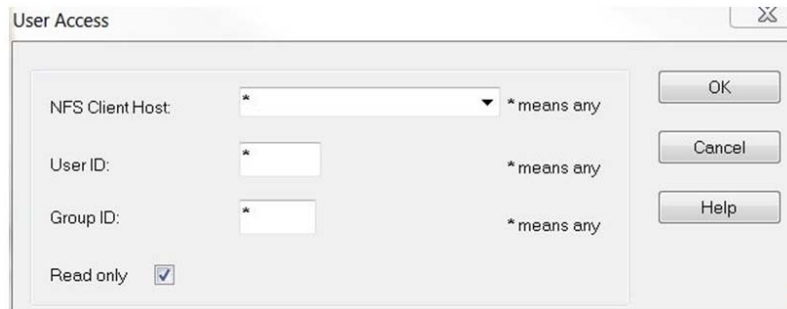 User Access
NFS Client Host: * * means any
OK
User ID: * * means any
Cancel
Group ID: * * means any
Help
Read only